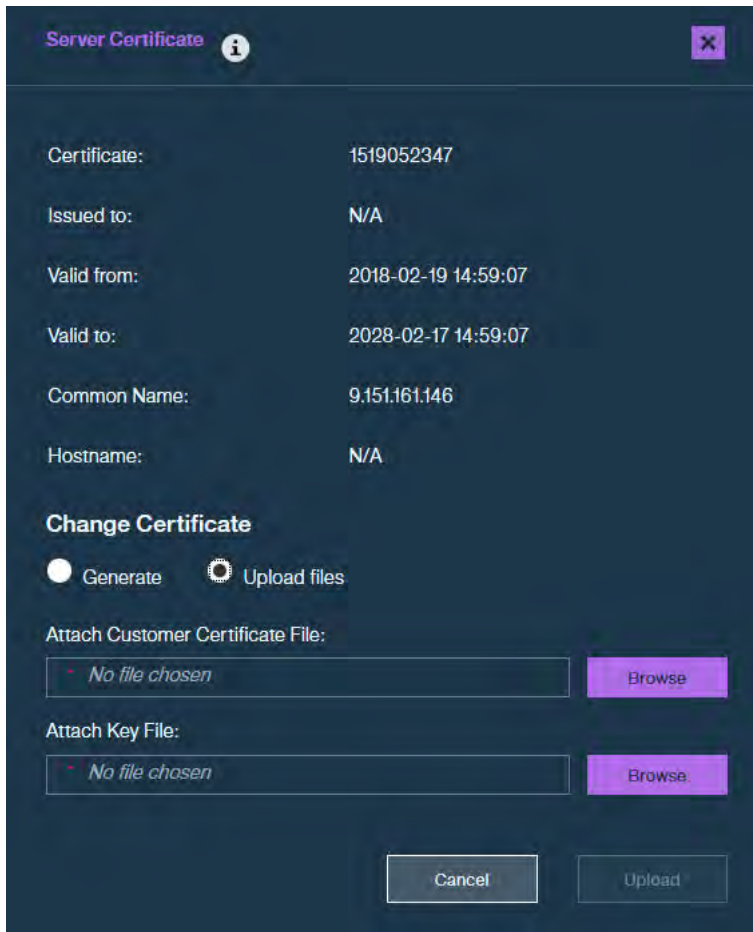 Server Certificate
Certificate: 1519052347
Issued to: N/A
Valid from: 2018-02-19 14:59:07
Valid to: 2028-02-17 14:59:07
Common Name: 9.151.161.146
Hostname: N/A
Change Certificate
Generate Upload files
Attach Customer Certificate File:
* No file chosen Browse
Attach Key File:
* No file chosen Browse
Cancel Upload